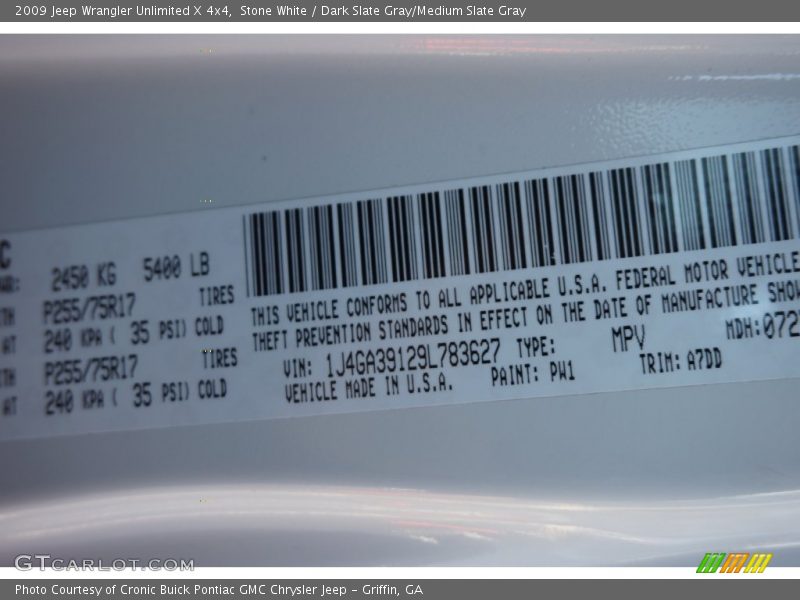 2009 Jeep Wrangler Unlimited X 4x4,  Stone White / Dark Slate Gray/Medium Slate Gray
C
2450 KG 5400 LB
P255/75R17 TIRES
AT 240 KPA ( 35 PSI) COLD
P255/75R17 TIRES
AT 240 KPA ( 35 PSI) COLD
THIS VEHICLE CONFORMS TO ALL APPLICABLE U.S.A. FEDERAL MOTOR VEHICLE
THEFT PREVENTION STANDARDS IN EFFECT ON THE DATE OF MANUFACTURE SHOW
VIN: 1J4GA39129L783627 TYPE: MPV MDH: 072
VEHICLE MADE IN U.S.A. PAINT: PW1 TRIM: A7DD
GTCARLOT.COM
Photo Courtesy of Cronic Buick Pontiac GMC Chrysler Jeep - Griffin, GA